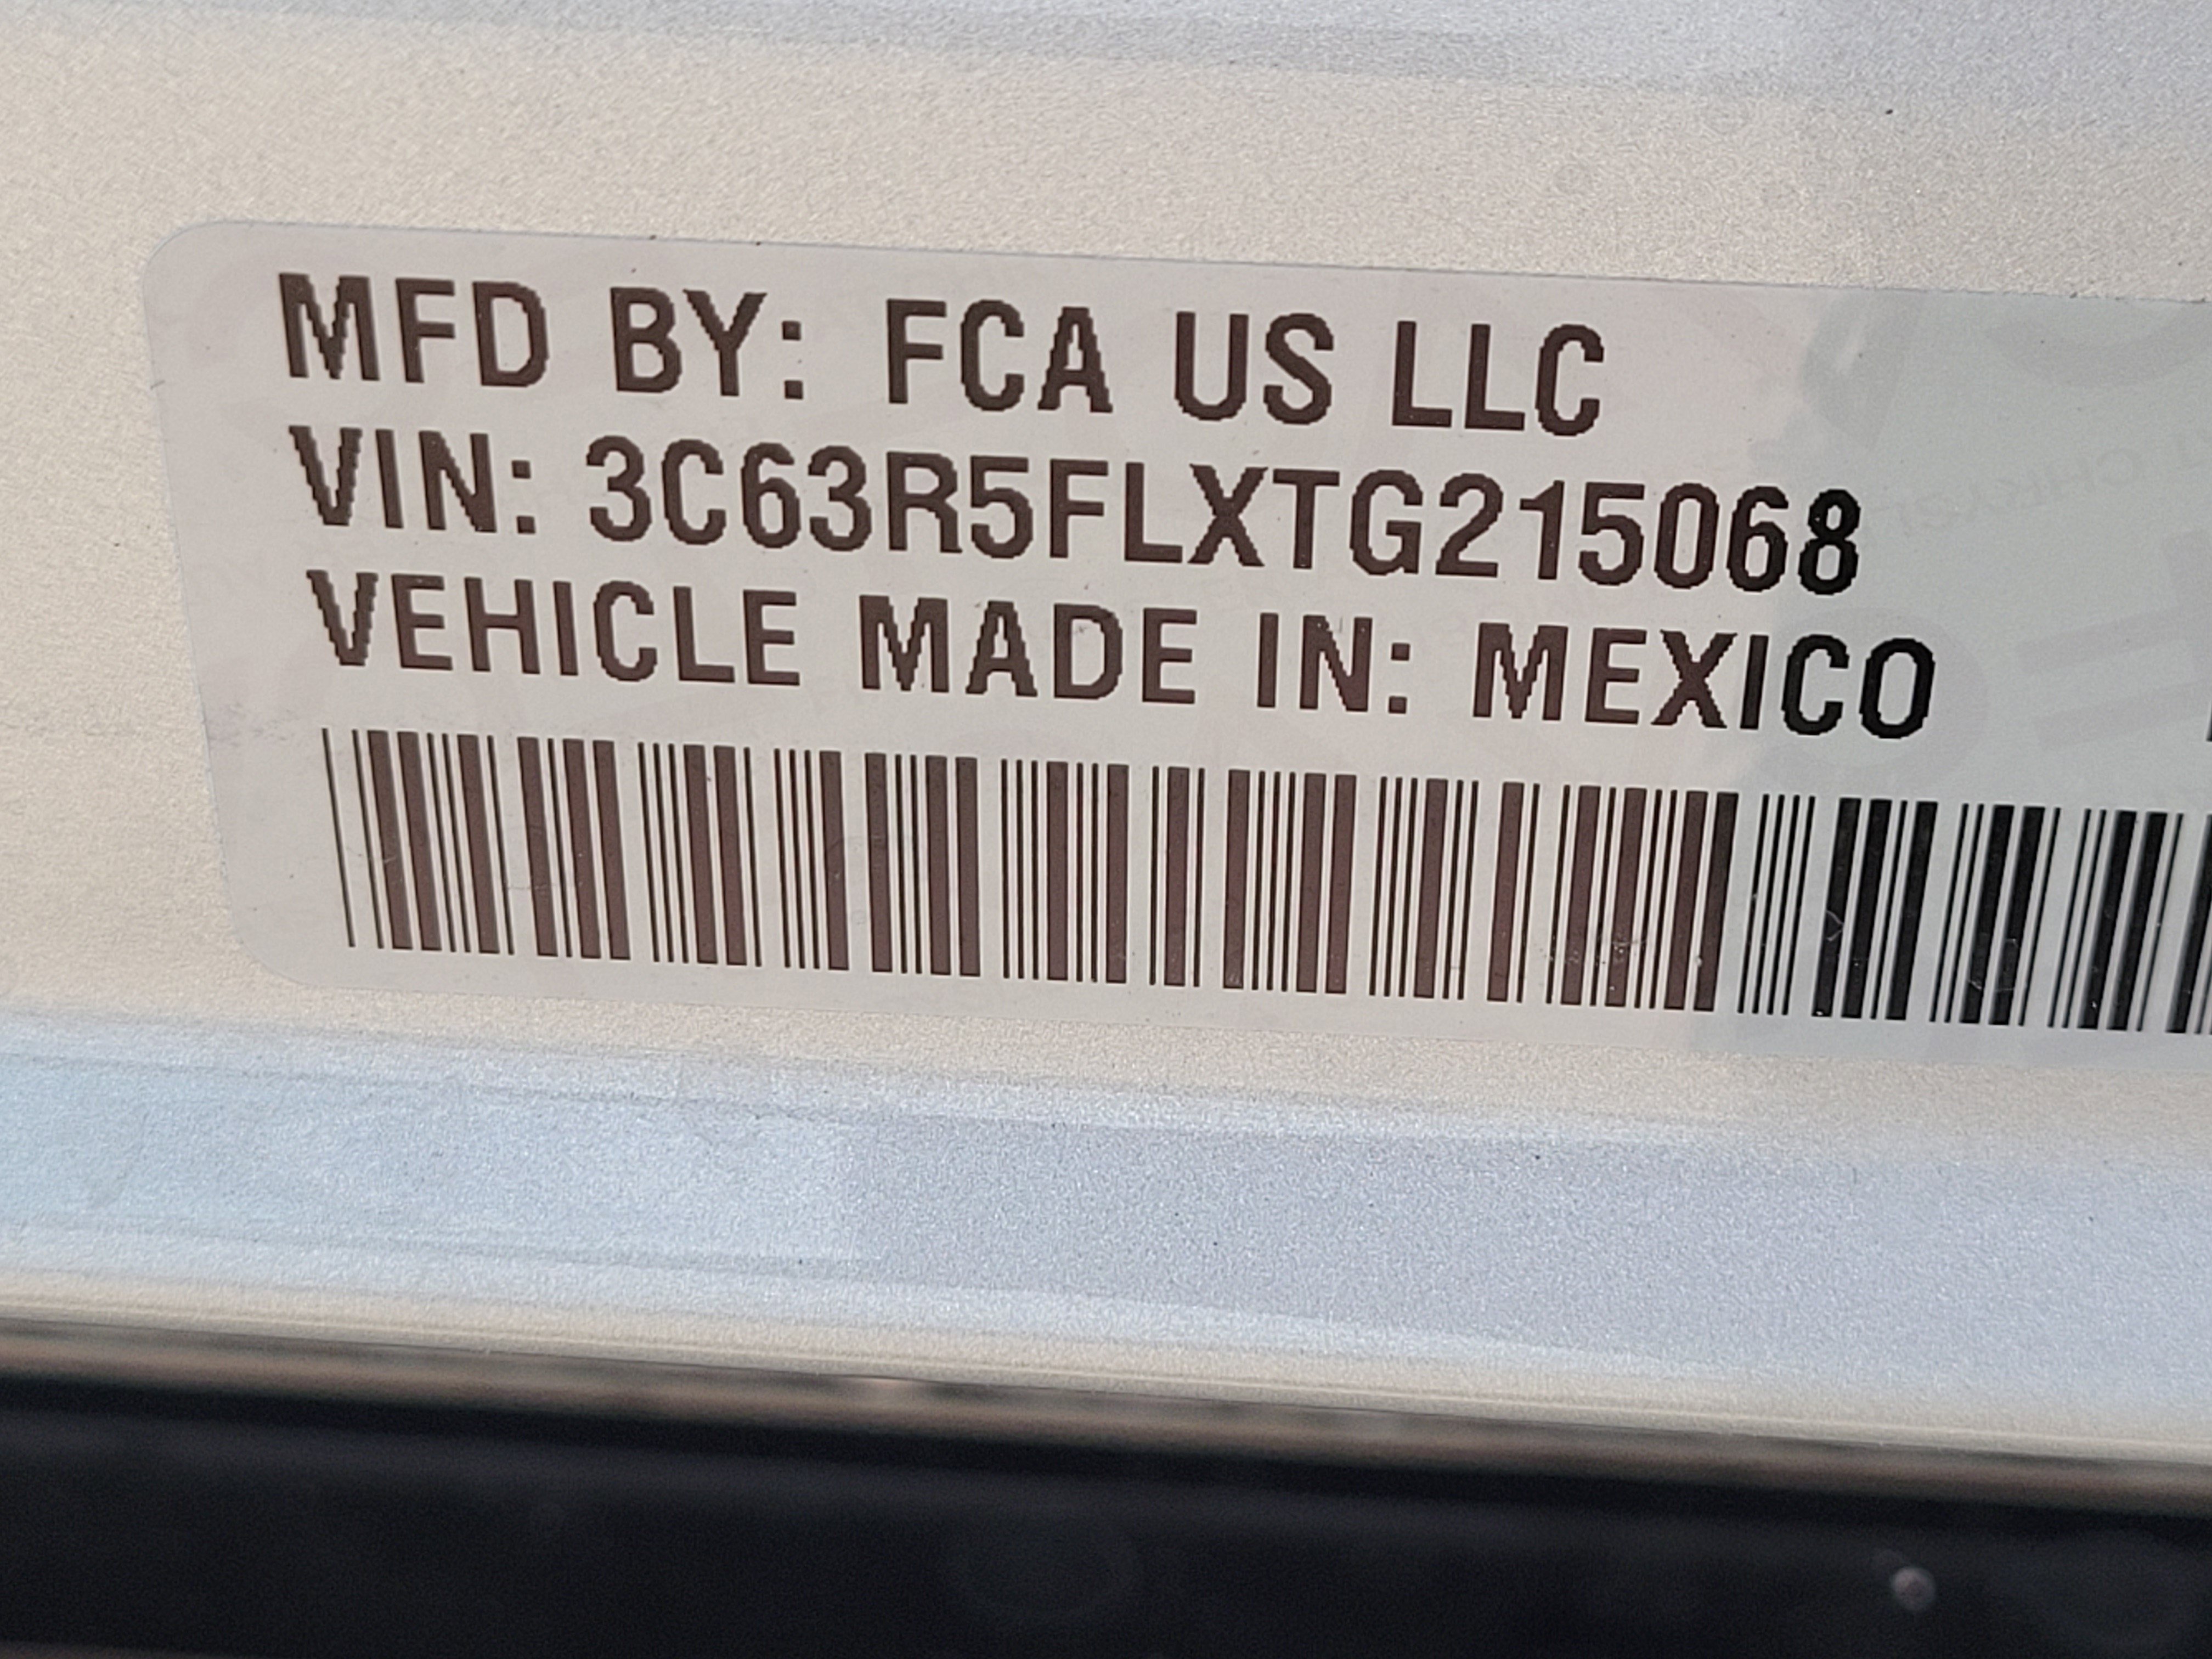 MFD BY: FCA US LLC
VIN: 3C63R5FLXTG215068
VEHICLE MADE IN: MEXICO